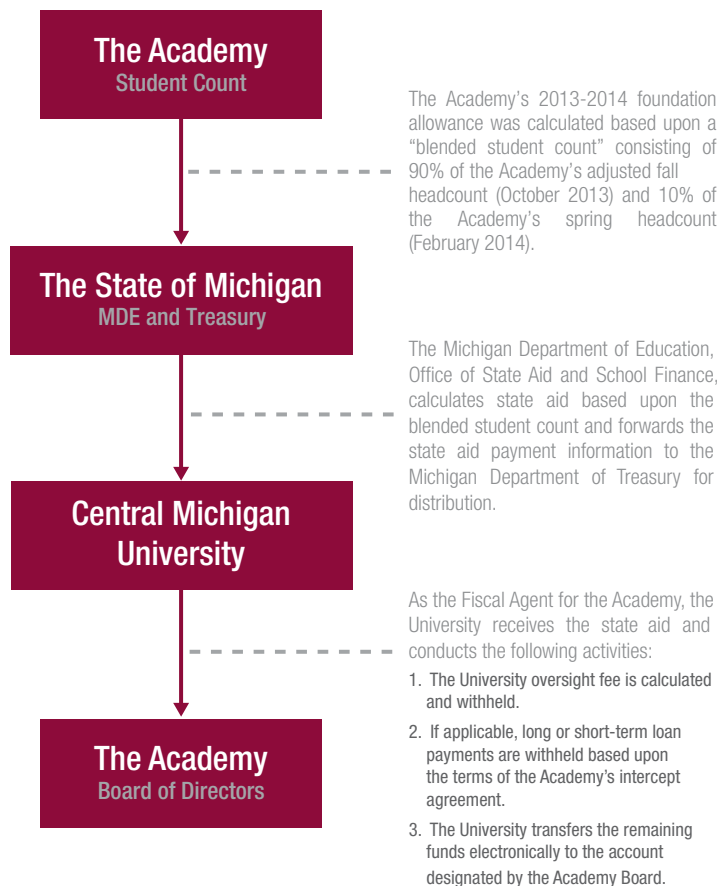 The Academy
Student Count
The Academy’s 2013-2014 foundation
allowance was calculated based upon a
“blended student count” consisting of
90% of the Academy’s adjusted fall
headcount (October 2013) and 10% of
the Academy’s spring headcount
(February 2014).
The State of Michigan
MDE and Treasury
The Michigan Department of Education,
Office of State Aid and School Finance,
calculates state aid based upon the
blended student count and forwards the
state aid payment information to the
Michigan Department of Treasury for
distribution.
Central Michigan
University
As the Fiscal Agent for the Academy, the
University receives the state aid and
conducts the following activities:
1. The University oversight fee is calculated
and withheld.
2. If applicable, long or short-term loan
payments are withheld based upon
the terms of the Academy’s intercept
agreement.
3. The University transfers the remaining
funds electronically to the account
designated by the Academy Board.
The Academy
Board of Directors